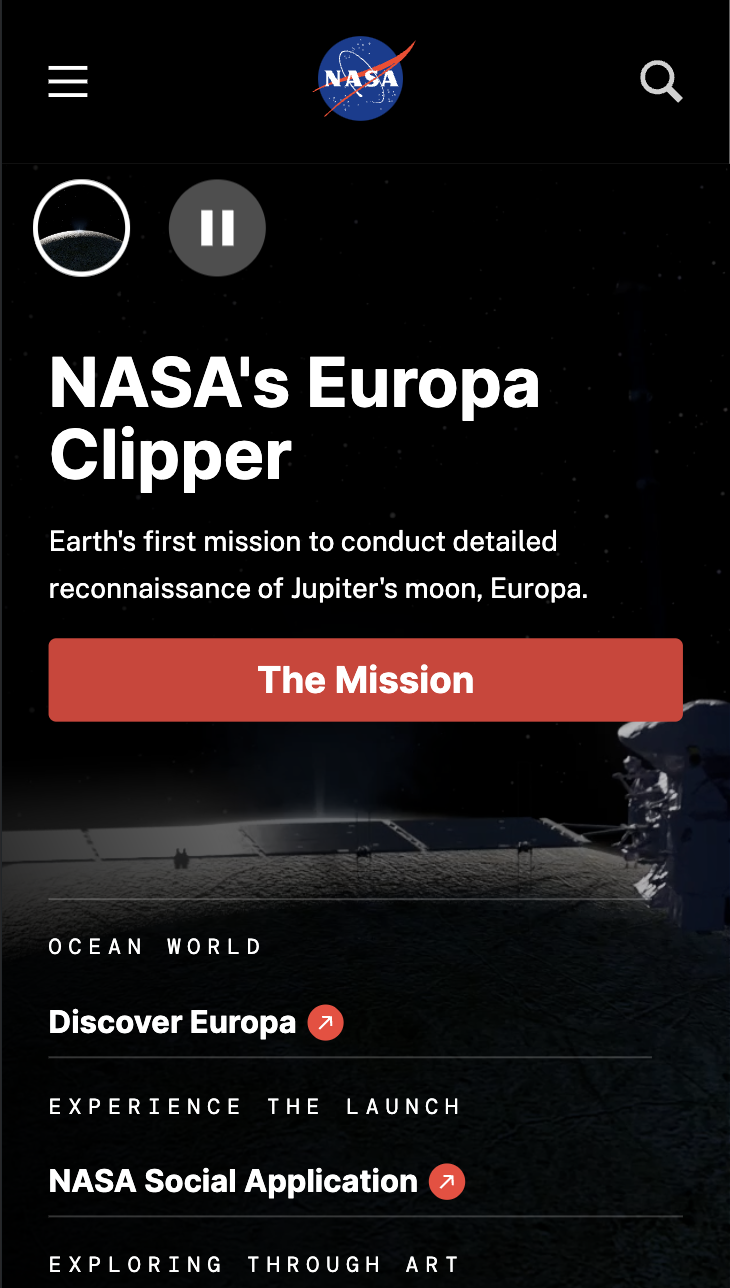 NASA
NASA's Europa
Clipper
Earth's first mission to conduct detailed
reconnaissance of Jupiter's moon, Europa.
The Mission
OCEAN WORLD
Discover Europa
EXPERIENCE THE LAUNCH
NASA Social Application
EXPLORING THROUGH ART